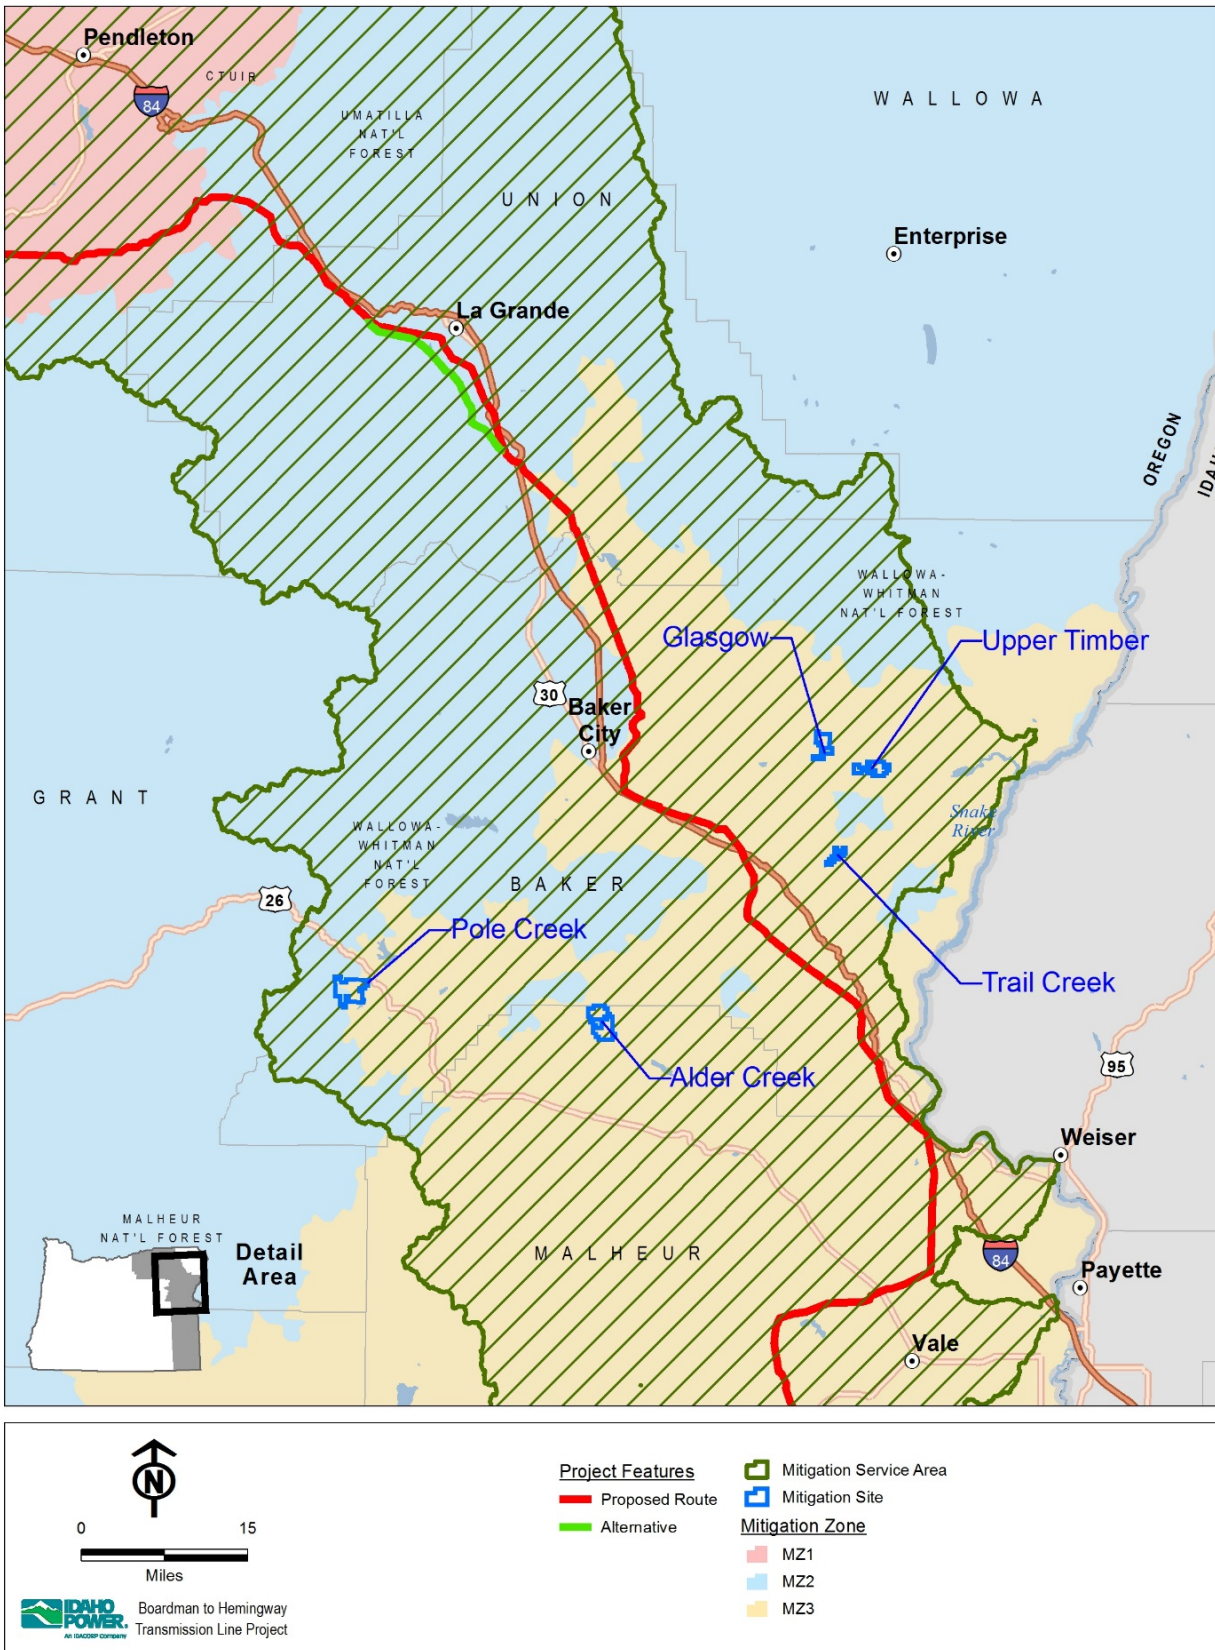 Pendleton
CTUIR
84
UMATILLA
NAT'L
FOREST
WALLOWA
UNION
Enterprise
La Grande
OREGON
WALLOWA-
WHITMAN
NAT'L FOREST
Glasgow
Upper Timber
30
Baker
City
GRANT
Snake
River
WALLOWA-
WHITMAN
NAT'L
FOREST
BAKER
26
Pole Creek
Trail Creek
Alder Creek
95
Weiser
MALHEUR
NAT'L FOREST
Detail
Area
MALHEUR
84
Payette
Vale
N
0 15
Miles
IDAHO
POWER.
An IDACORP Company
Boardman to Hemingway
Transmission Line Project
Project Features
Proposed Route
Alternative
Mitigation Service Area
Mitigation Site
Mitigation Zone
MZ1
MZ2
MZ3